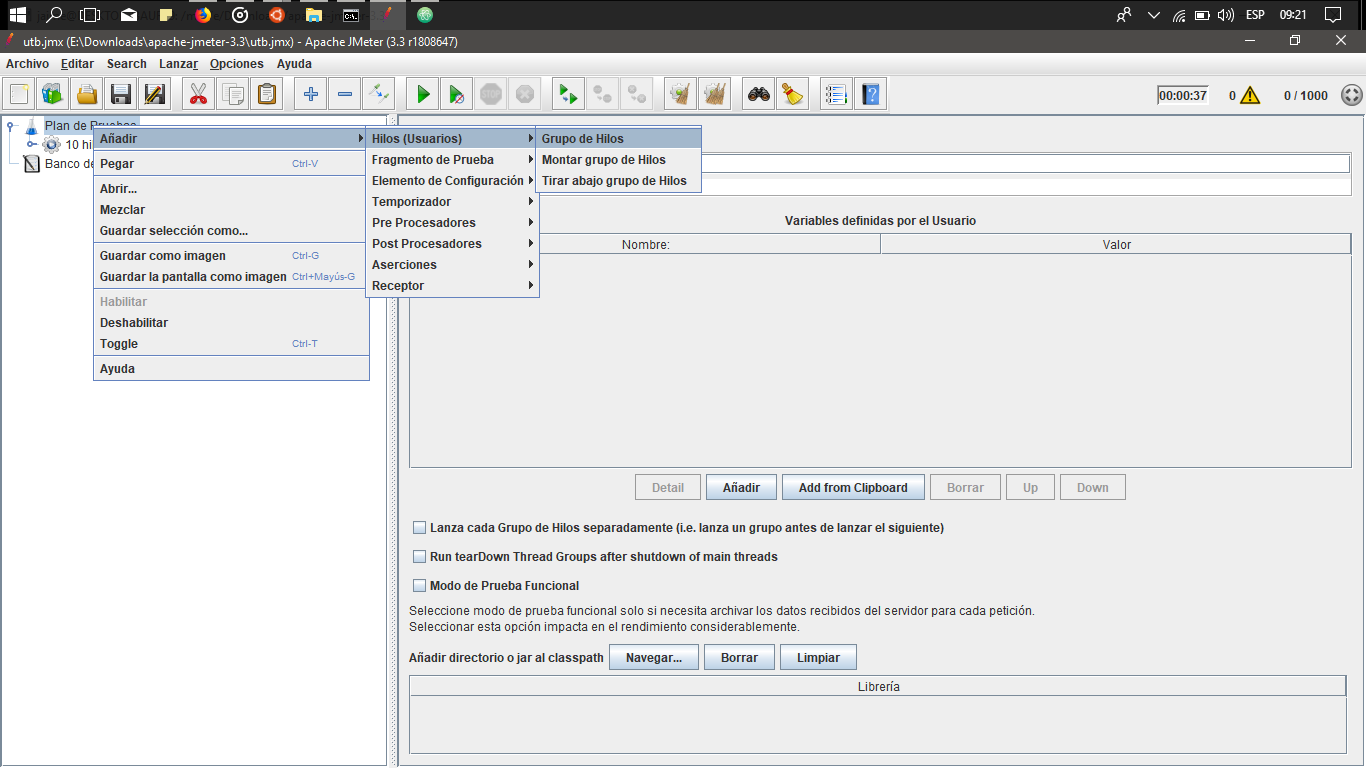 ESP 09:21
utb.jmx (E:\Downloads\apache-jmeter-3.3\utb.jmx) - Apache JMeter (3.3 r1808647)
Archivo Editar Search Lanzar Opciones Ayuda
STOP 00:00:37 0 0 / 1000
Plan de Pruebas
10 hi
Banco de
Añadir
Pegar Ctrl-V
Abrir...
Mezclar
Guardar selección como...
Guardar como imagen Ctrl-G
Guardar la pantalla como imagen Ctrl+Mayús-G
Habilitar
Deshabilitar
Toggle Ctrl-T
Ayuda
Hilos (Usuarios)
Fragmento de Prueba
Elemento de Configuración
Temporizador
Pre Procesadores
Post Procesadores
Aserciones
Receptor
Grupo de Hilos
Montar grupo de Hilos
Tirar abajo grupo de Hilos
Variables definidas por el Usuario
Nombre: Valor
Detail Añadir Add from Clipboard Borrar Up Down
Lanza cada Grupo de Hilos separadamente (i.e. lanza un grupo antes de lanzar el siguiente)
Run tearDown Thread Groups after shutdown of main threads
Modo de Prueba Funcional
Seleccione modo de prueba funcional solo si necesita archivar los datos recibidos del servidor para cada petición.
Seleccionar esta opción impacta en el rendimiento considerablemente.
Añadir directorio o jar al classpath Navegar... Borrar Limpiar
Librería